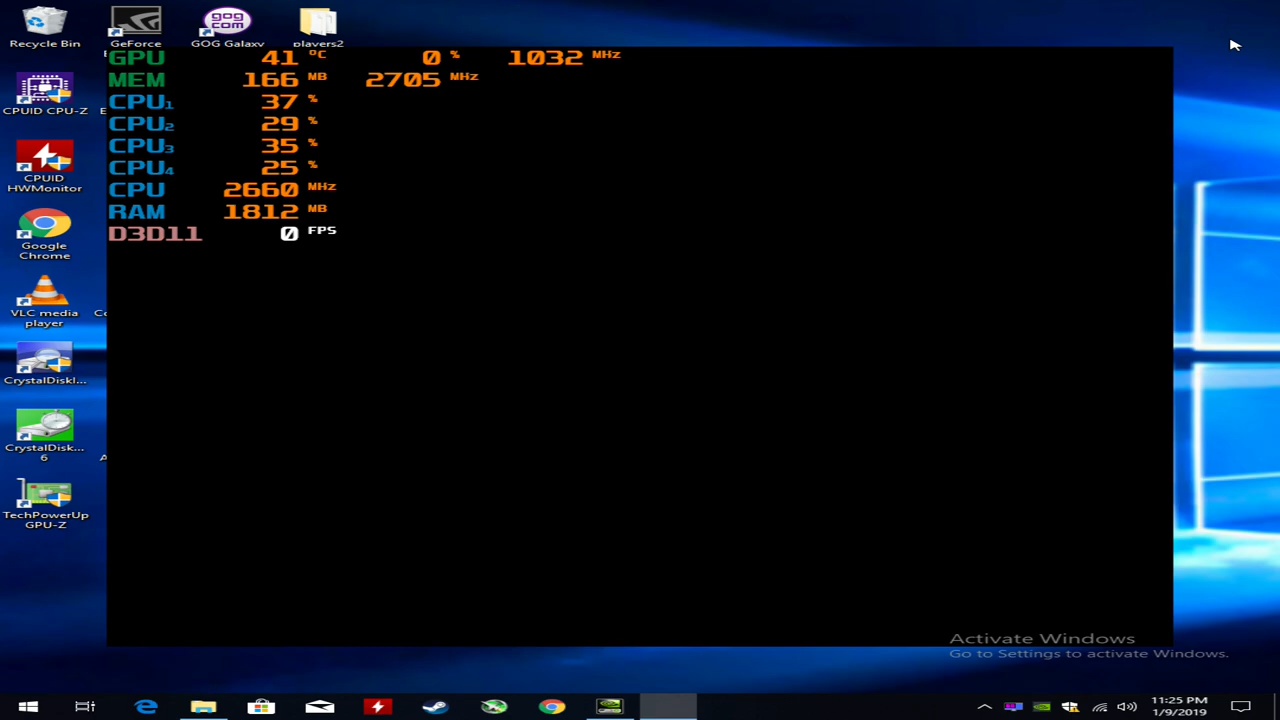 Recycle Bin
GeForce
gog
com
GOG Galaxy
players2
GPU 41 °C 0 % 1032 MHz
MEM 166 MB 2705 MHz
CPU1 37 %
CPU2 29 %
CPU3 35 %
CPU4 25 %
CPU 2660 MHz
RAM 1812 MB
D3D11 0 FPS
CPUID CPU-Z
CPUID
HWMonitor
Google
Chrome
VLC media
player
CrystalDiskI...
CrystalDisk...
6
TechPowerUp
GPU-Z
Activate Windows
Go to Settings to activate Windows.
11:25 PM
1/9/2019